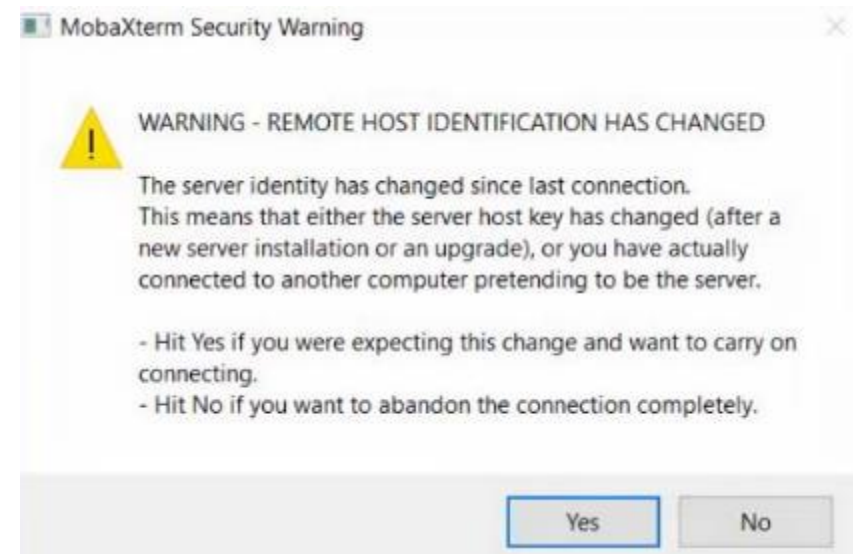 MobaXterm Security Warning
WARNING - REMOTE HOST IDENTIFICATION HAS CHANGED
The server identity has changed since last connection.
This means that either the server host key has changed (after a
new server installation or an upgrade), or you have actually
connected to another computer pretending to be the server.
- Hit Yes if you were expecting this change and want to carry on
connecting.
- Hit No if you want to abandon the connection completely.
Yes
No